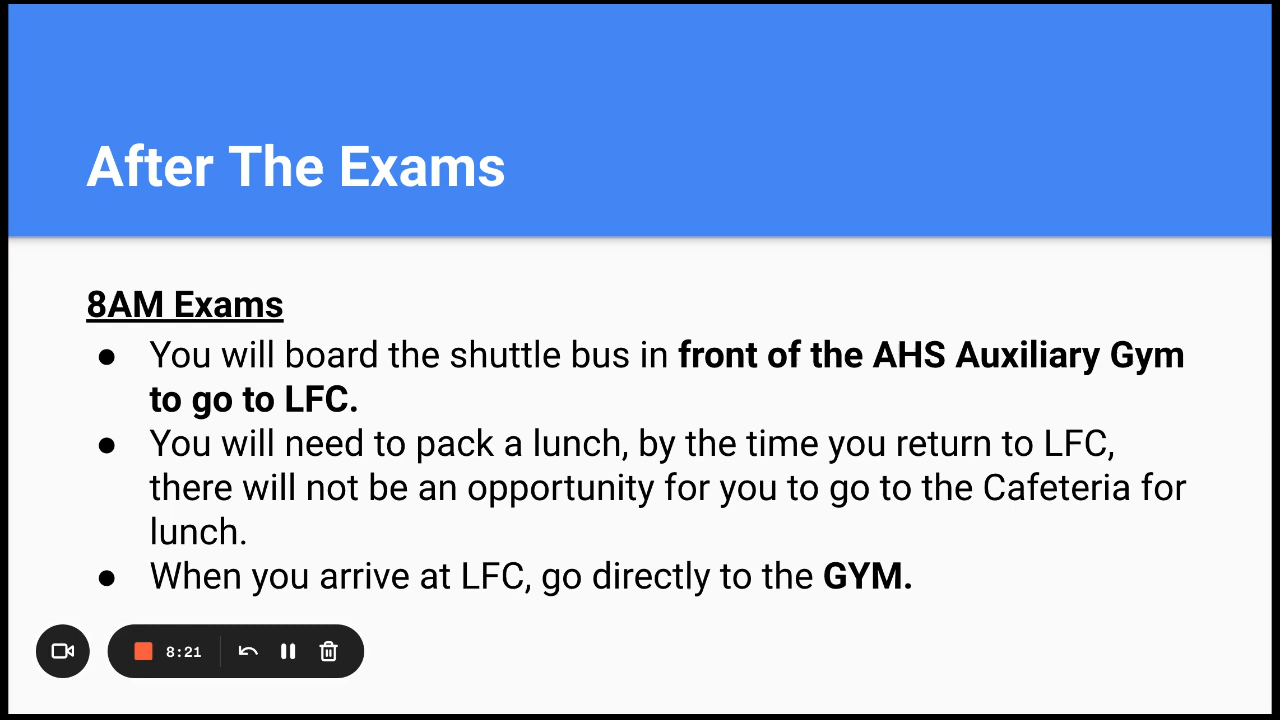 After The Exams
8AM Exams
● You will board the shuttle bus in front of the AHS Auxiliary Gym
to go to LFC.
● You will need to pack a lunch, by the time you return to LFC,
there will not be an opportunity for you to go to the Cafeteria for
lunch.
● When you arrive at LFC, go directly to the GYM.
8:21